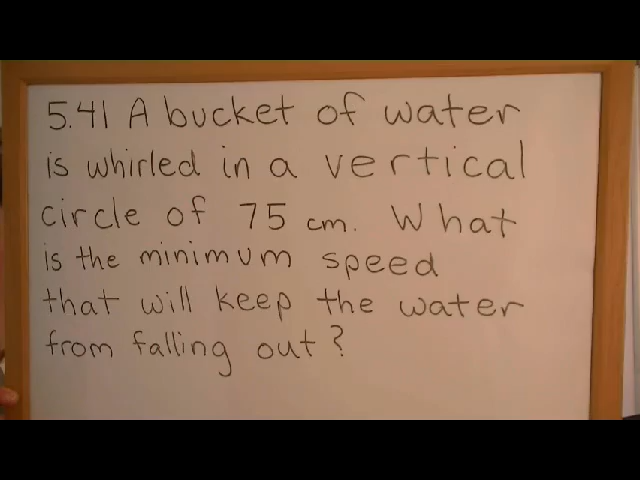 5.41 A bucket of water
is whirled in a vertical
circle of 75 cm. What
is the minimum speed
that will keep the water
from falling out?